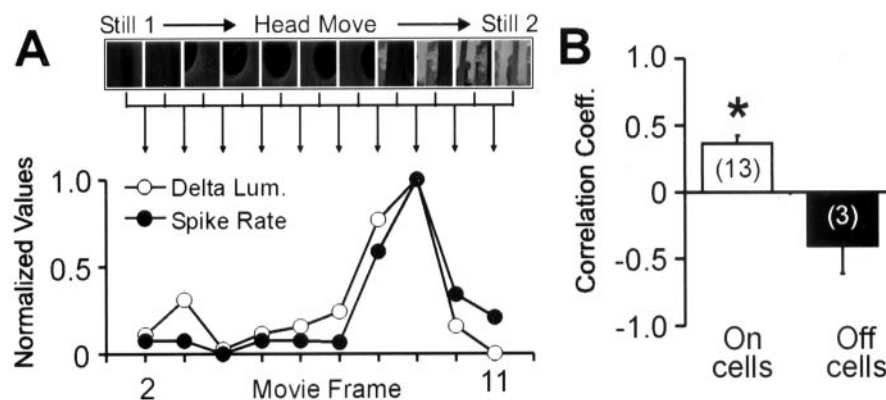 A
Still 1 Head Move Still 2
Normalized Values
1.0
0.5
0
Delta Lum.
Spike Rate
2 Movie Frame 11
B
Correlation Coeff.
1.0
0.5
0
-0.5
-1.0
*
(13)
(3)
On cells
Off cells